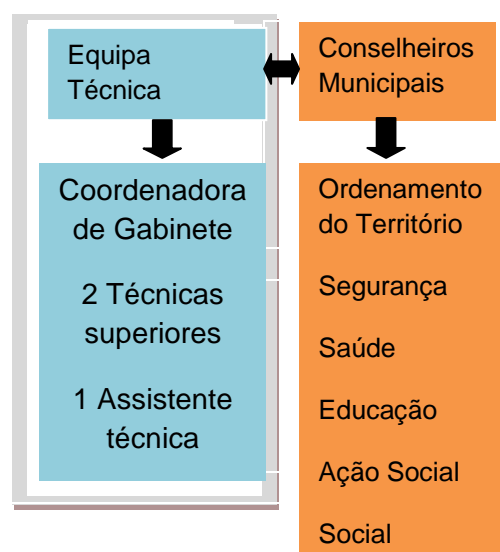 Equipa
Técnica
Conselheiros
Municipais
Coordenadora
de Gabinete
2 Técnicas
superiores
1 Assistente
técnica
Ordenamento
do Território
Segurança
Saúde
Educação
Ação Social
Social